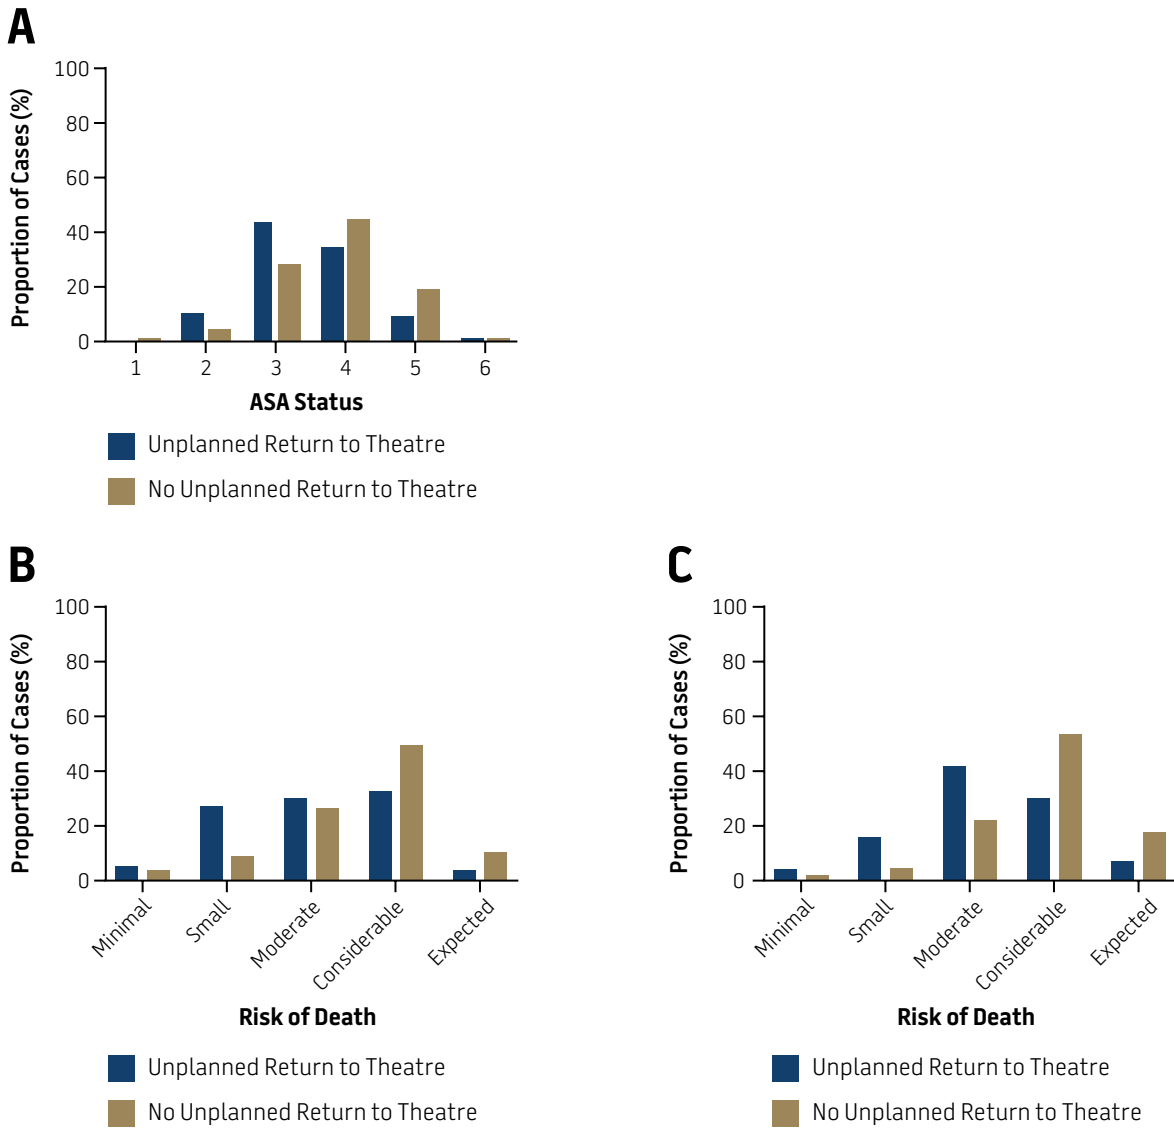 A
Proportion of Cases (%)
100
80
60
40
20
0
1 2 3 4 5 6
ASA Status
Unplanned Return to Theatre
No Unplanned Return to Theatre
B
Proportion of Cases (%)
100
80
60
40
20
0
Minimal Small Moderate Considerable Expected
Risk of Death
Unplanned Return to Theatre
No Unplanned Return to Theatre
C
Proportion of Cases (%)
100
80
60
40
20
0
Minimal Small Moderate Considerable Expected
Risk of Death
Unplanned Return to Theatre
No Unplanned Return to Theatre